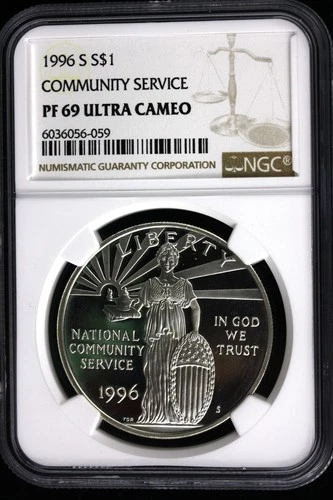 1996 S S$1
COMMUNITY SERVICE
PF 69 ULTRA CAMEO
6036056-059
NUMISMATIC GUARANTY CORPORATION
NGC®
LIBERTY
NATIONAL
COMMUNITY
SERVICE
1996
IN GOD
WE
TRUST
TDR
S